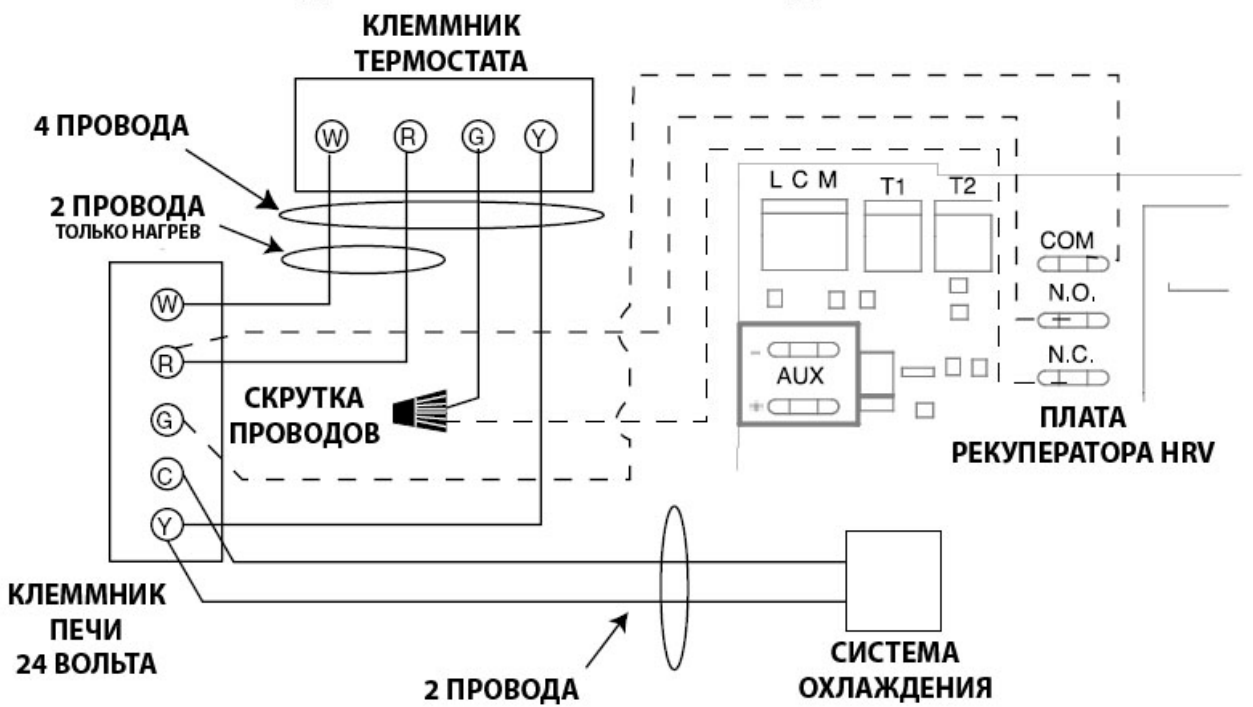 КЛЕММНИК
ТЕРМОСТАТА
4 ПРОВОДА
W R G Y
2 ПРОВОДА
ТОЛЬКО НАГРЕВ
L C M T1 T2
COM
N.O.
N.C.
W
R
G
C
Y
- AUX +
СКРУТКА
ПРОВОДОВ
ПЛАТА
РЕКУПЕРАТОРА HRV
КЛЕММНИК
ПЕЧИ
24 ВОЛЬТА
2 ПРОВОДА
СИСТЕМА
ОХЛАЖДЕНИЯ